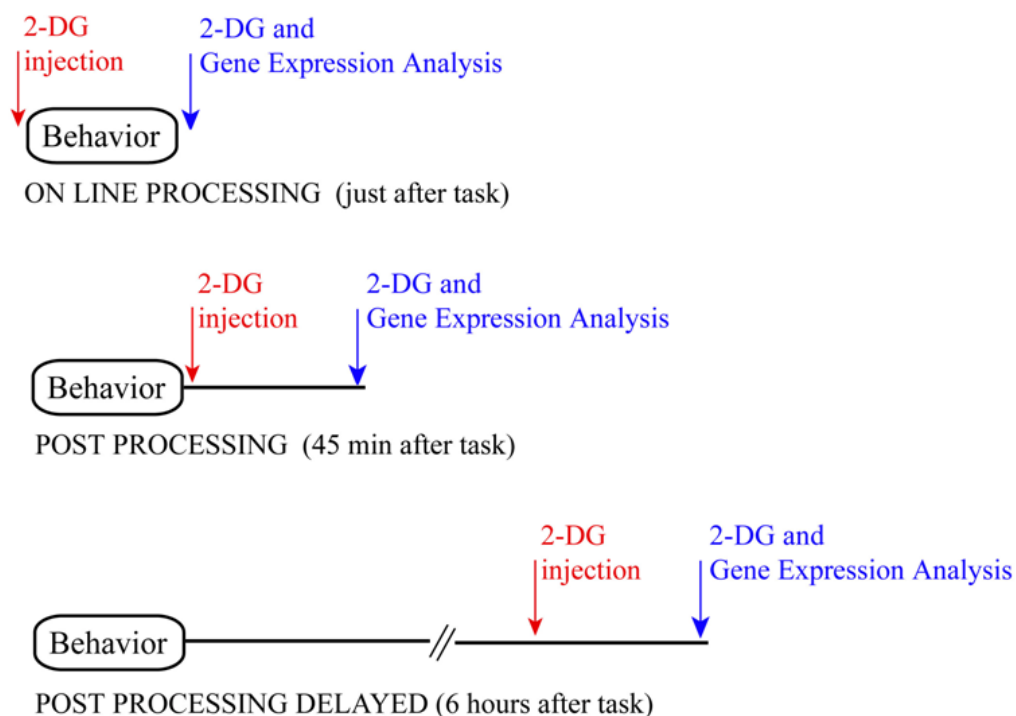 2-DG
injection
2-DG and
Gene Expression Analysis
Behavior
ON LINE PROCESSING (just after task)
2-DG
injection
2-DG and
Gene Expression Analysis
Behavior
POST PROCESSING (45 min after task)
2-DG
injection
2-DG and
Gene Expression Analysis
Behavior
POST PROCESSING DELAYED (6 hours after task)